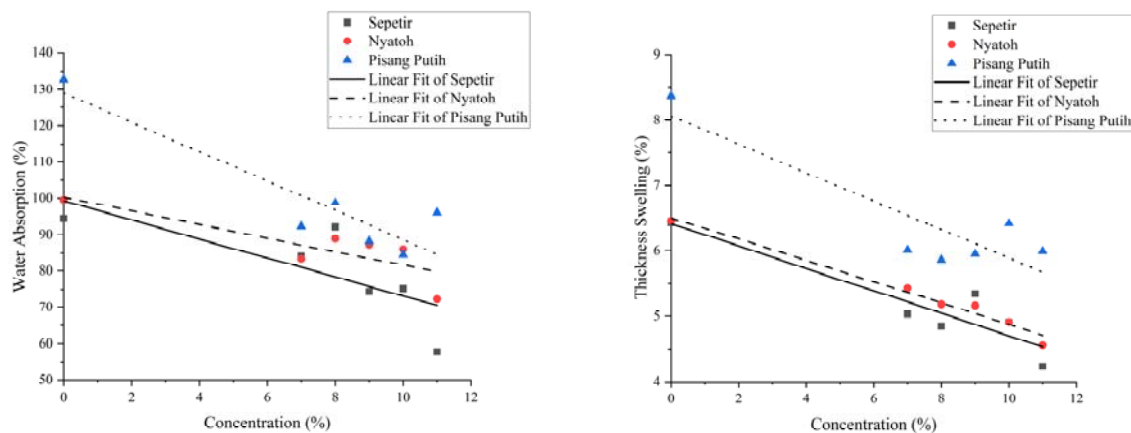 Sepetir
Nyatoh
Pisang Putih
Linear Fit of Sepetir
Linear Fit of Nyatoh
Linear Fit of Pisang Putih
140
130
120
110
100
90
80
70
60
50
0
2
4
6
8
10
12
Water Absorption (%)
Concentration (%)
Sepetir
Nyatoh
Pisang Putih
Linear Fit of Sepetir
Linear Fit of Nyatoh
Linear Fit of Pisang Putih
9
8
7
6
5
4
0
2
4
6
8
10
12
Thickness Swelling (%)
Concentration (%)